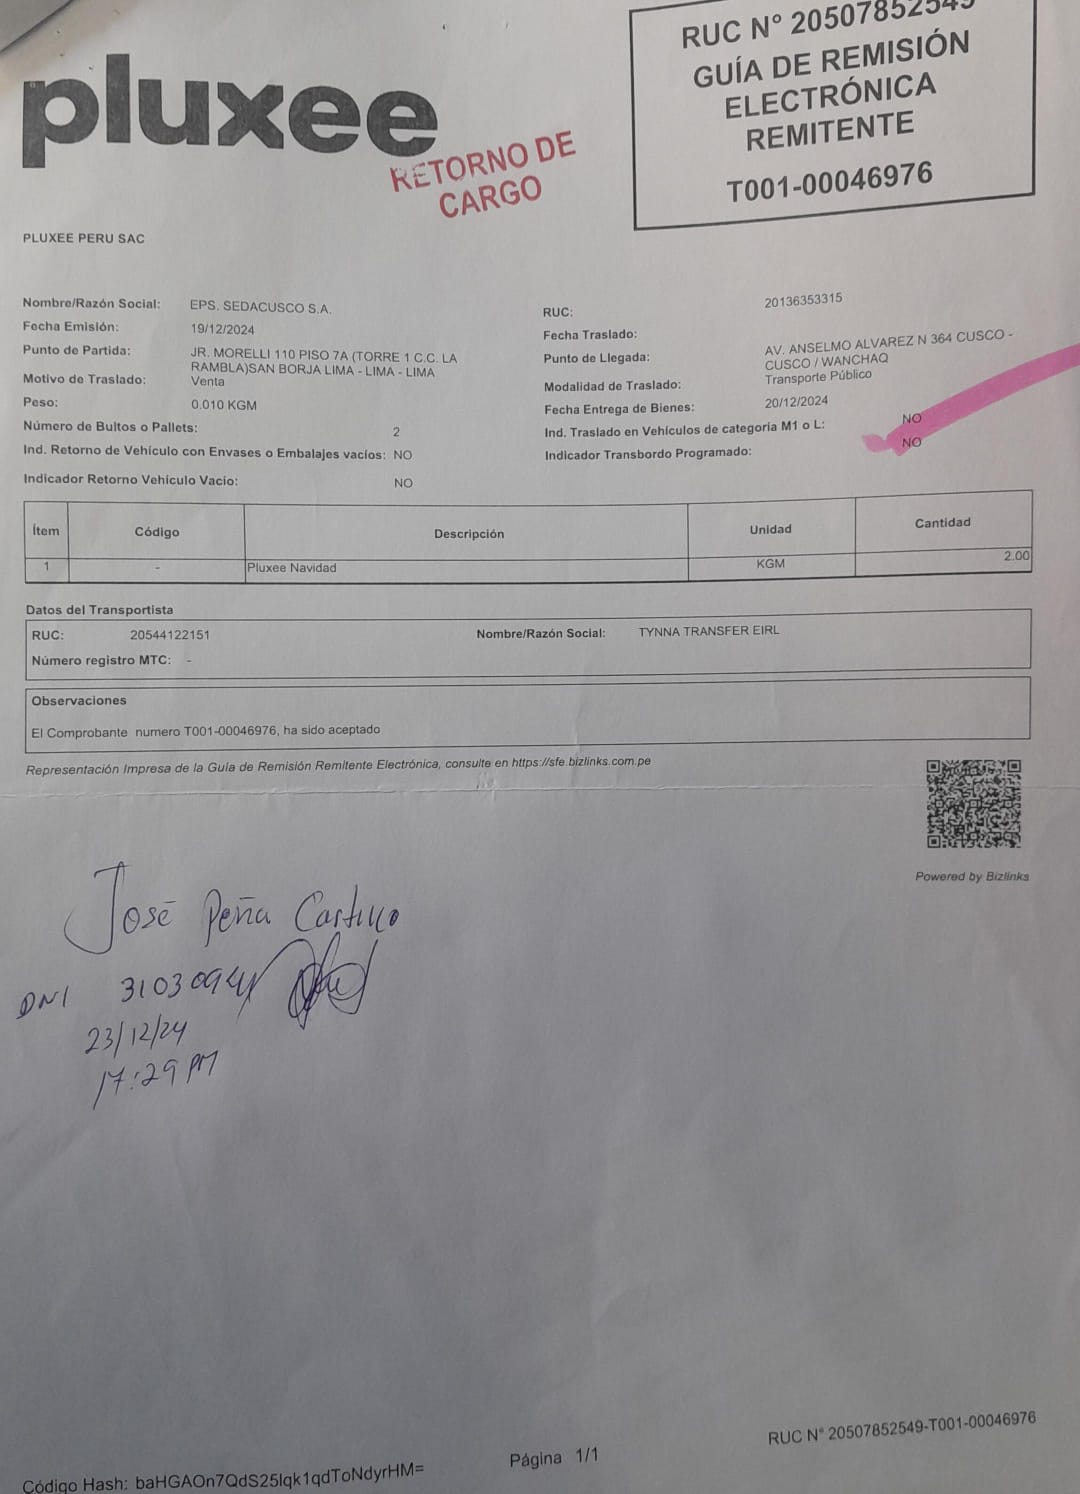 pluxee
RETORNO DE
CARGO
RUC Nº 20507852549
GUÍA DE REMISIÓN
ELECTRÓNICA
REMITENTE
T001-00046976
PLUXEE PERU SAC
Nombre/Razón Social: EPS. SEDACUSCO S.A.
Fecha Emisión: 19/12/2024
Punto de Partida: JR. MORELLI 110 PISO 7A (TORRE 1 C.C. LA
RAMBLA)SAN BORJA LIMA - LIMA - LIMA
Motivo de Traslado: Venta
Peso: 0.010 KGM
Número de Bultos o Pallets: 2
Ind. Retorno de Vehículo con Envases o Embalajes vacíos: NO
Indicador Retorno Vehículo Vacío: NO
RUC: 20136353315
Fecha Traslado:
Punto de Llegada: AV. ANSELMO ALVAREZ N 364 CUSCO -
CUSCO / WANCHAQ
Modalidad de Traslado: Transporte Público
Fecha Entrega de Bienes: 20/12/2024
Ind. Traslado en Vehículos de categoría M1 o L: NO
Indicador Transbordo Programado: NO
Ítem Código Descripción Unidad Cantidad
1 - Pluxee Navidad KGM 2.00
Datos del Transportista
RUC: 20544122151 Nombre/Razón Social: TYNNA TRANSFER EIRL
Número registro MTC: -
Observaciones
El Comprobante numero T001-00046976, ha sido aceptado
Representación Impresa de la Guía de Remisión Remitente Electrónica, consulte en https://sfe.bizlinks.com.pe
Powered by Bizlinks
José Peña Castillo
DNI
23/12/24
17:29 PM
RUC N° 20507852549-T001-00046976
Página 1/1
Código Hash: baHGAOn7QdS25lqk1qdToNdyrHM=